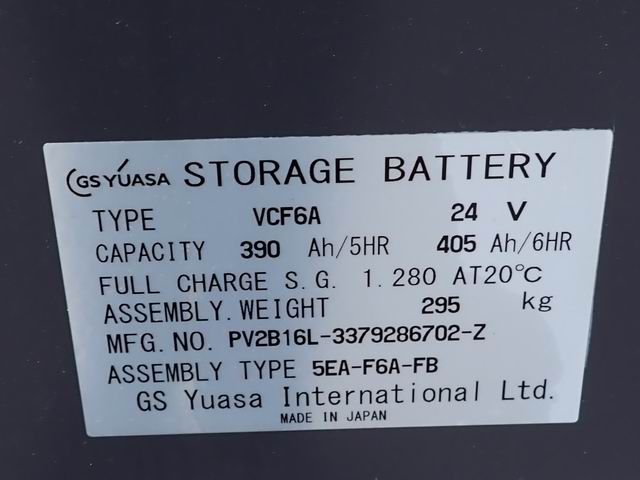 GS YUASA STORAGE BATTERY
TYPE VCF6A 24 V
CAPACITY 390 Ah/5HR 405 Ah/6HR
FULL CHARGE S.G. 1.280 AT20℃
ASSEMBLY.WEIGHT 295 kg
MFG.NO. PV2B16L-3379286702-Z
ASSEMBLY TYPE 5EA-F6A-FB
GS Yuasa International Ltd.
MADE IN JAPAN